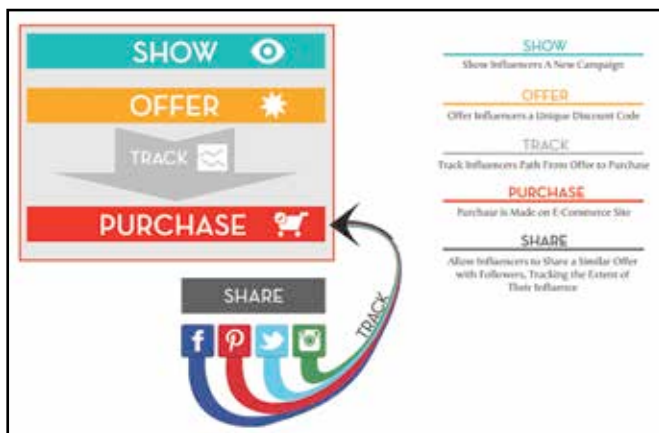 SHOW
OFFER
TRACK
PURCHASE
SHARE
TRACK
SHOW
Show Influencers A New Campaign
OFFER
Offer Influencers a Unique Discount Code
TRACK
Track Influencers Path From Offer to Purchase
PURCHASE
Purchase is Made on E-Commerce Site
SHARE
Allow Influencers to Share a Similar Offer
with Followers, Tracking the Extent of
Their Influence